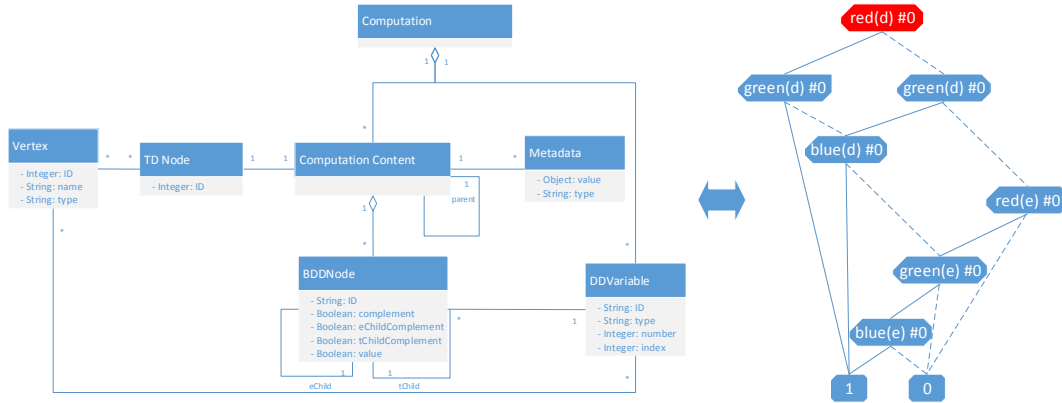 Computation
1
1
*
*
Vertex
- Integer: ID
- String: name
- String: type
*
*
*
TD Node
- Integer: ID
1
1
Computation Content
1
*
1
parent
1
*
Metadata
- Object: value
- String: type
BDDNode
- String: ID
- Boolean: complement
- Boolean: eChildComplement
- Boolean: tChildComplement
- Boolean: value
*
1
1
1
eChild
tChild
DDVariable
- String: ID
- String: type
- Integer: number
- Integer: index
*
red(d) #0
green(d) #0
green(d) #0
blue(d) #0
red(e) #0
green(e) #0
blue(e) #0
1
0